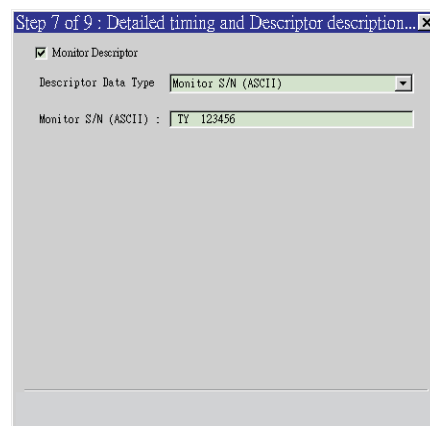 Step 7 of 9 : Detailed timing and Descriptor description...
Monitor Descriptor
Descriptor Data Type Monitor S/N (ASCII)
Monitor S/N (ASCII) : TY 123456